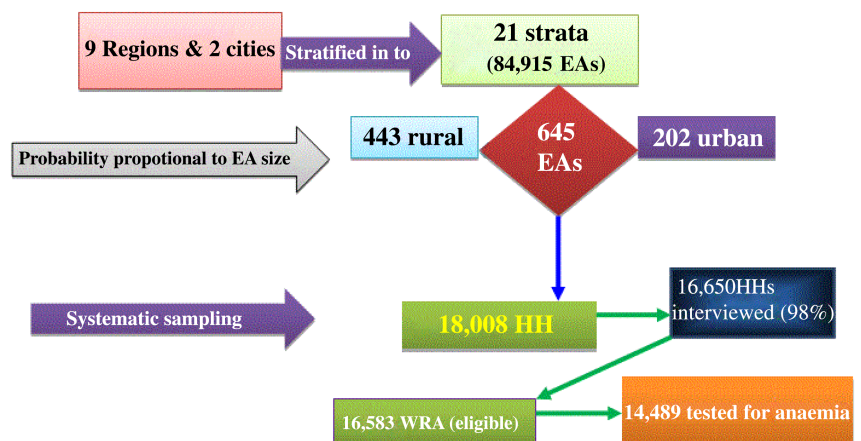 9 Regions & 2 cities
Stratified in to
21 strata
(84,915 EAs)
443 rural
645
EAs
202 urban
Probability propotional to EA size
16,650HHs
interviewed (98%)
Systematic sampling
18,008 HH
16,583 WRA (eligible)
14,489 tested for anaemia